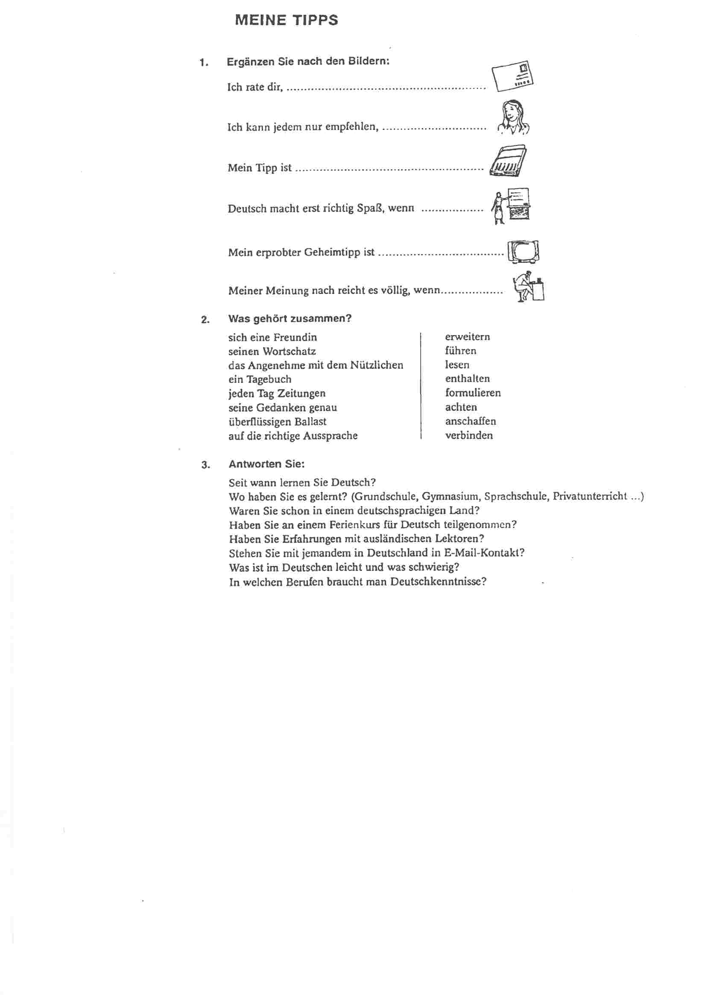 MEINE TIPPS
1. Ergänzen Sie nach den Bildern:
Ich rate dir, ..........................................................
Ich kann jedem nur empfehlen, ..............................
Mein Tipp ist ......................................................
Deutsch macht erst richtig Spaß, wenn ..................
Mein erprobter Geheimtipp ist ....................................
Meiner Meinung nach reicht es völlig, wenn..................
2. Was gehört zusammen?
sich eine Freundin erweitern
seinen Wortschatz führen
das Angenehme mit dem Nützlichen lesen
ein Tagebuch enthalten
jeden Tag Zeitungen formulieren
seine Gedanken genau achten
überflüssigen Ballast anschaffen
auf die richtige Aussprache verbinden
3. Antworten Sie:
Seit wann lernen Sie Deutsch?
Wo haben Sie es gelernt? (Grundschule, Gymnasium, Sprachschule, Privatunterricht ...)
Waren Sie schon in einem deutschsprachigen Land?
Haben Sie an einem Ferienkurs für Deutsch teilgenommen?
Haben Sie Erfahrungen mit ausländischen Lektoren?
Stehen Sie mit jemandem in Deutschland in E-Mail-Kontakt?
Was ist im Deutschen leicht und was schwierig?
In welchen Berufen braucht man Deutschkenntnisse?